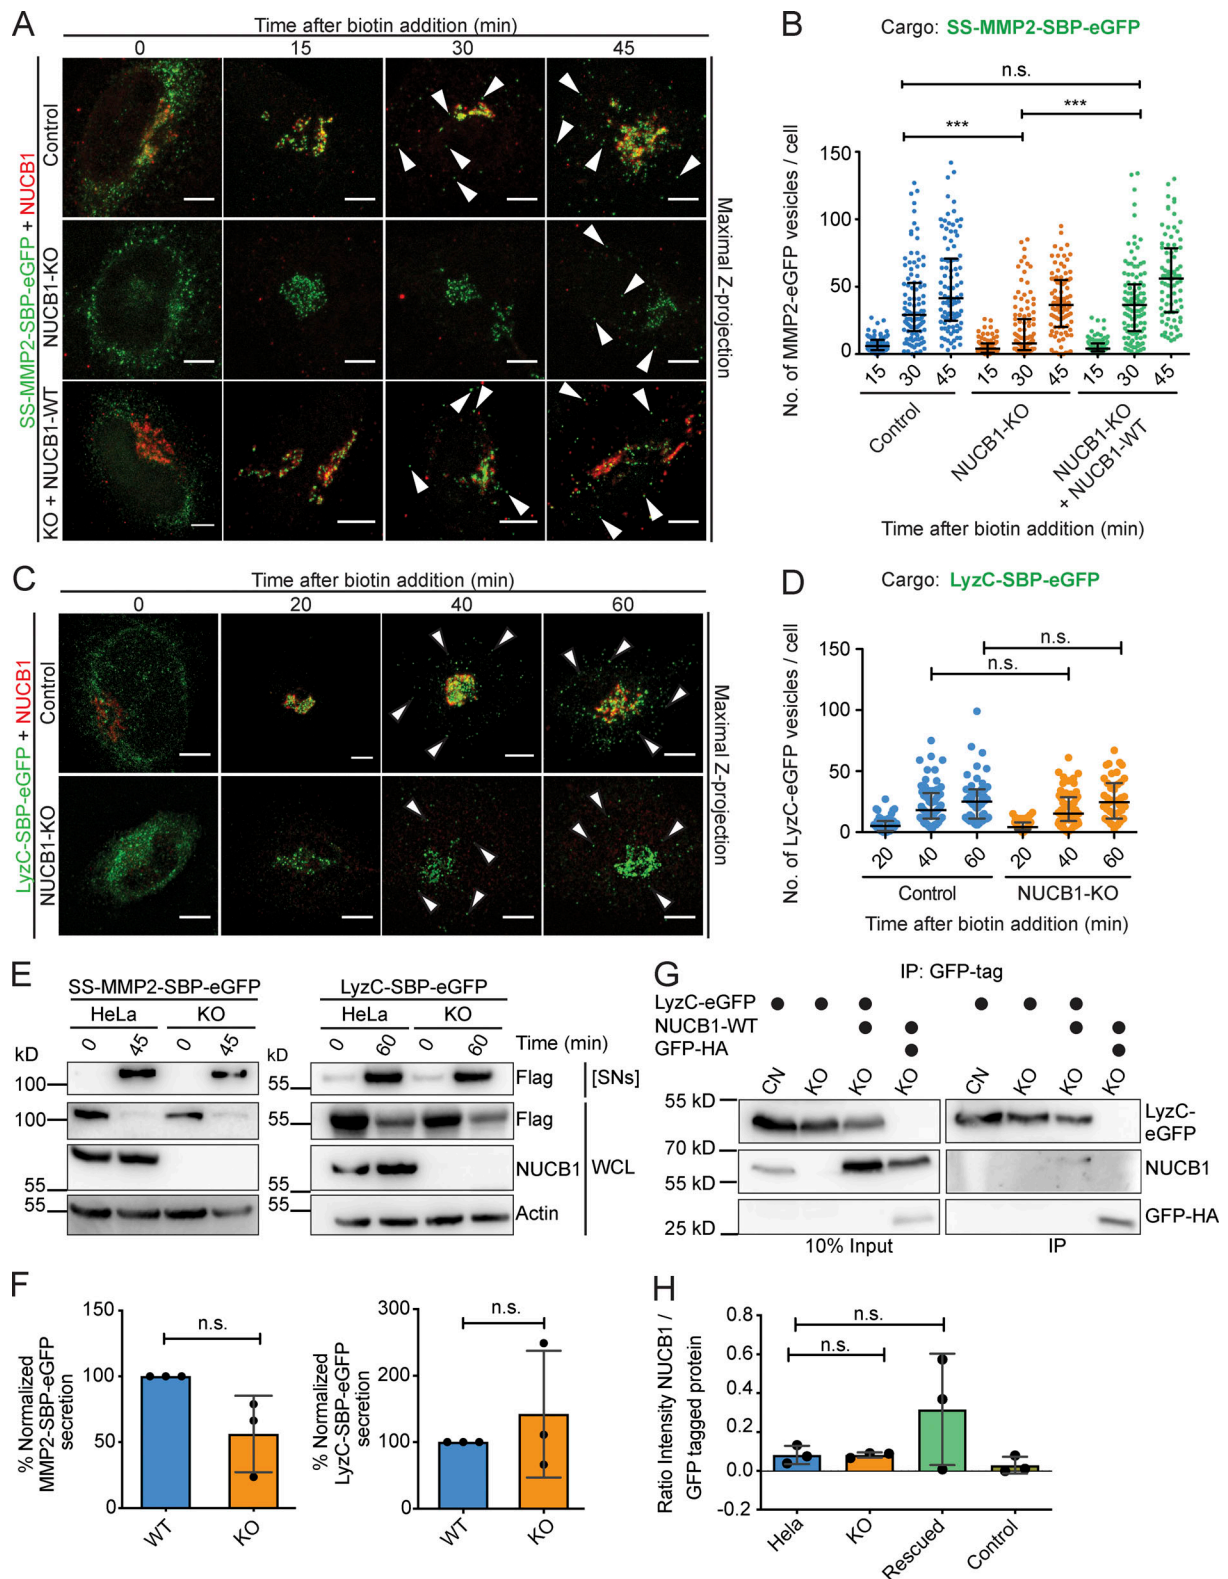 A
Time after biotin addition (min)
0 15 30 45
SS-MMP2-SBP-eGFP + NUCB1
Control
NUCB1-KO
KO + NUCB1-WT
Maximal Z-projection
B
Cargo: SS-MMP2-SBP-eGFP
n.s.
***
***
No. of MMP2-eGFP vesicles / cell
150
100
50
0
15 30 45 15 30 45 15 30 45
Control
NUCB1-KO
NUCB1-KO
+ NUCB1-WT
Time after biotin addition (min)
C
Time after biotin addition (min)
0 20 40 60
LyzC-SBP-eGFP + NUCB1
Control
NUCB1-KO
Maximal Z-projection
D
Cargo: LyzC-SBP-eGFP
n.s.
n.s.
No. of LyzC-eGFP vesicles / cell
150
100
50
0
20 40 60 20 40 60
Control NUCB1-KO
Time after biotin addition (min)
E
SS-MMP2-SBP-eGFP LyzC-SBP-eGFP
HeLa KO HeLa KO
kD 0 45 0 45 kD 0 60 0 60 Time (min)
100 55 Flag [SNs]
100 55 Flag
55 55 NUCB1 WCL
55 55 Actin
F
% Normalized
MMP2-SBP-eGFP
secretion
150
100
50
0
n.s.
WT KO
% Normalized
LyzC-SBP-eGFP
secretion
300
200
100
0
n.s.
WT KO
G
IP: GFP-tag
LyzC-eGFP
NUCB1-WT
GFP-HA
CN KO KO KO CN KO KO KO
55 kD
LyzC-
eGFP
70 kD
NUCB1
55 kD
GFP-HA
25 kD
10% Input IP
H
Ratio Intensity NUCB1 /
GFP tagged protein
0.8
0.6
0.4
0.2
0.0
-0.2
n.s.
n.s.
Hela KO Rescued Control